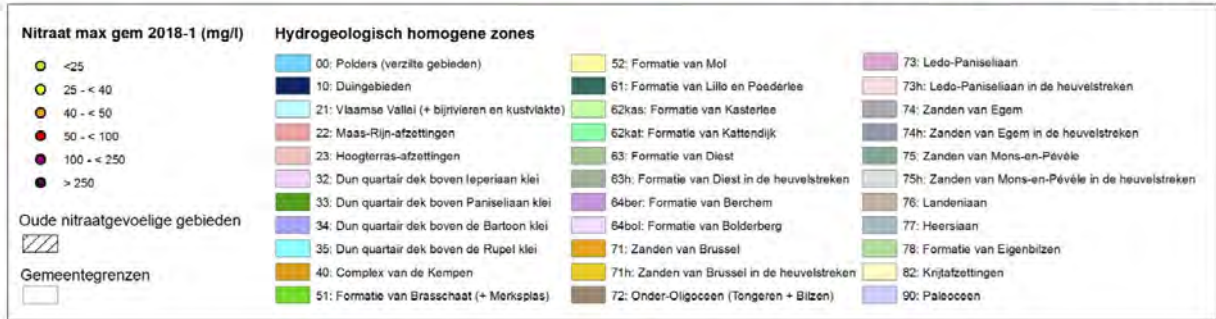 Nitraat max gem 2018-1 (mg/l)
<25
25 - < 40
40 - < 50
50 - < 100
100 - < 250
> 250
Oude nitraatgevoelige gebieden
Gemeentegrenzen
Hydrogeologisch homogene zones
00: Polders (verzilte gebieden)
10: Duingebieden
21: Vlaamse Vallei (+ bijrivieren en kustvlakte)
22: Maas-Rijn-afzettingen
23: Hoogterras-afzettingen
32: Dun quartair dek boven Ieperiaan klei
33: Dun quartair dek boven Paniseliaan klei
34: Dun quartair dek boven de Bartoon klei
35: Dun quartair dek boven de Rupel klei
40: Complex van de Kempen
51: Formatie van Brasschaat (+ Merksplas)
52: Formatie van Mol
61: Formatie van Lillo en Poederlee
62kas: Formatie van Kasterlee
62kat: Formatie van Kattendijk
63: Formatie van Diest
63h: Formatie van Diest in de heuvelstreken
64ber: Formatie van Berchem
64bol: Formatie van Bolderberg
71: Zanden van Brussel
71h: Zanden van Brussel in de heuvelstreken
72: Onder-Oligoceen (Tongeren + Bilzen)
73: Ledo-Paniseliaan
73h: Ledo-Paniseliaan in de heuvelstreken
74: Zanden van Egem
74h: Zanden van Egem in de heuvelstreken
75: Zanden van Mons-en-Pévèle
75h: Zanden van Mons-en-Pévèle in de heuvelstreken
76: Landeniaan
77: Heersiaan
78: Formatie van Eigenbilzen
82: Krijtafzettingen
90: Paleoceen